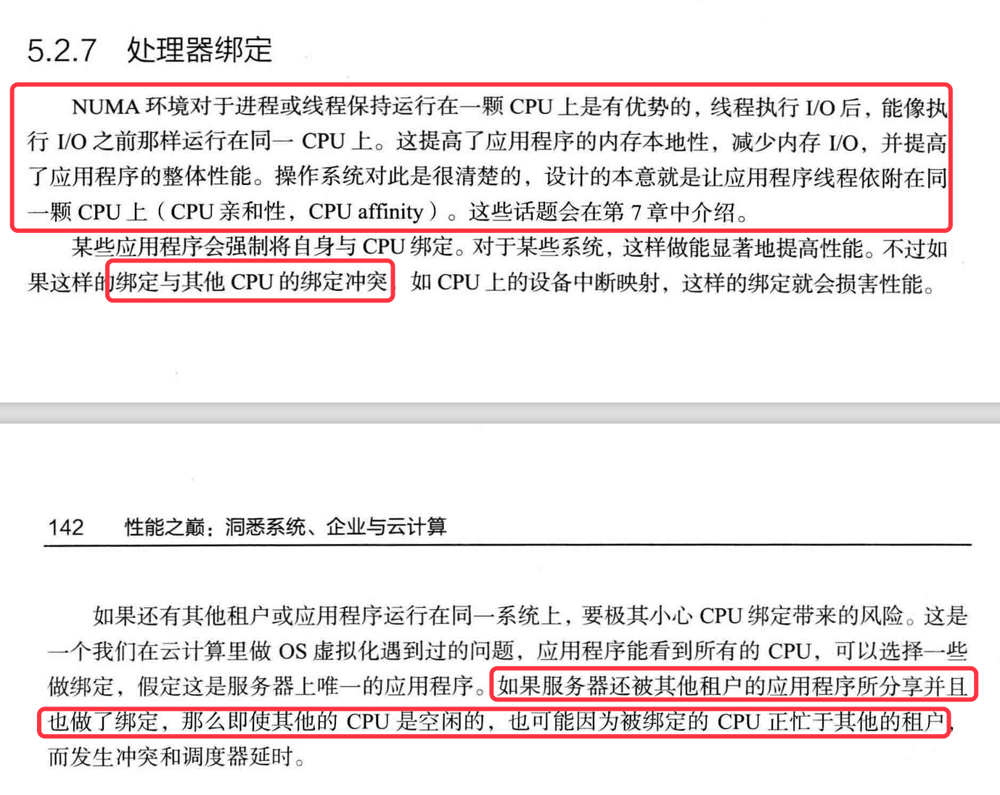 5.2.7 处理器绑定
NUMA 环境对于进程或线程保持运行在一颗 CPU 上是有优势的，线程执行 I/O 后，能像执
行 I/O 之前那样运行在同一 CPU 上。这提高了应用程序的内存本地性，减少内存 I/O，并提高
了应用程序的整体性能。操作系统对此是很清楚的，设计的本意就是让应用程序线程依附在同
一颗 CPU 上（CPU 亲和性，CPU affinity）。这些话题会在第 7 章中介绍。
某些应用程序会强制将自身与 CPU 绑定。对于某些系统，这样做能显著地提高性能。不过如
果这样的绑定与其他 CPU 的绑定冲突，如 CPU 上的设备中断映射，这样的绑定就会损害性能。
142 性能之巅：洞悉系统、企业与云计算
如果还有其他租户或应用程序运行在同一系统上，要极其小心 CPU 绑定带来的风险。这是
一个我们在云计算里做 OS 虚拟化遇到过的问题，应用程序能看到所有的 CPU，可以选择一些
做绑定，假定这是服务器上唯一的应用程序。如果服务器还被其他租户的应用程序所分享并且
也做了绑定，那么即使其他的 CPU 是空闲的，也可能因为被绑定的 CPU 正忙于其他的租户，
而发生冲突和调度器延时。